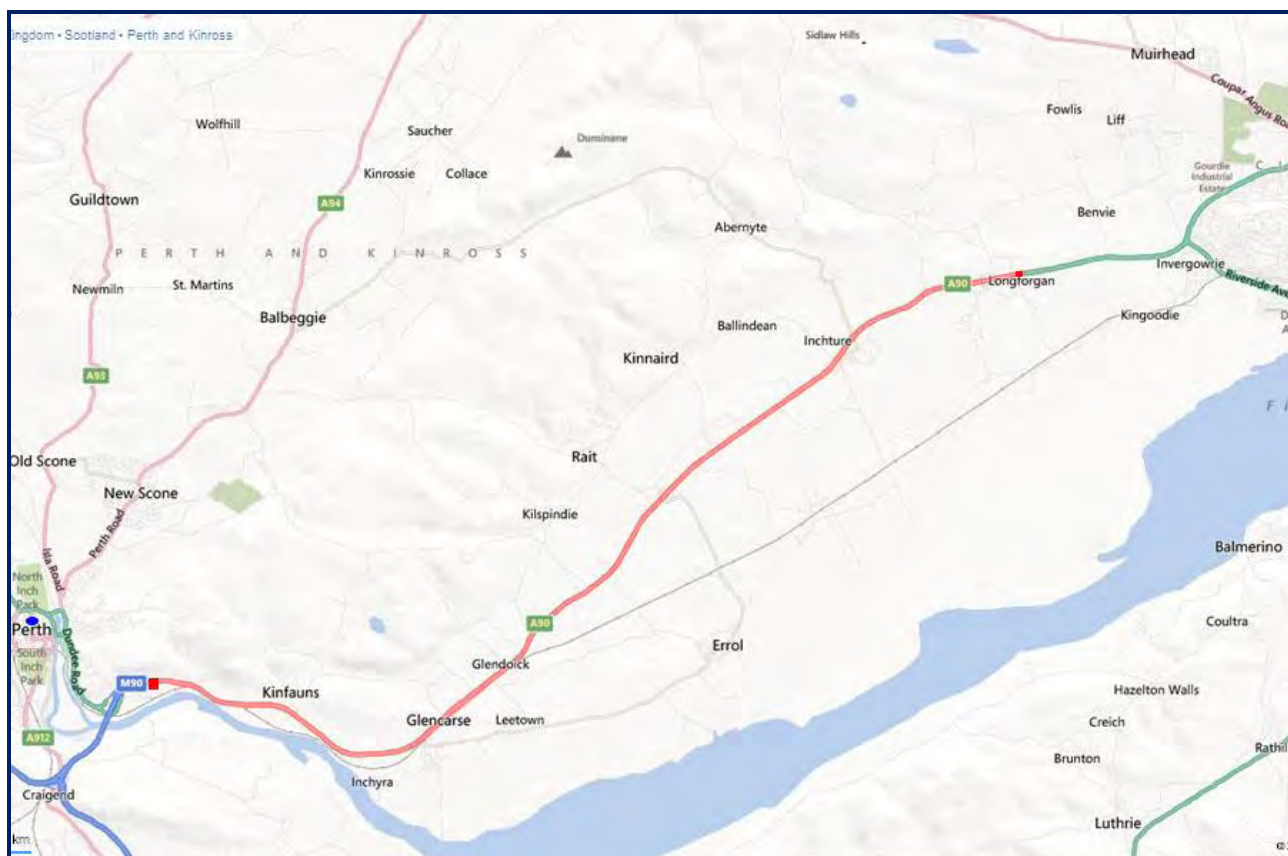 ingdom • Scotland • Perth and Kinross
Sidlaw Hills
Muirhead
Coupar Angus
Wolfhill
Saucher
Fowlis
Liff
Dunsinane
Kinrossie
Collace
Gourdie
Industrial
Estate
Guildtown
A94
Benvie
Abernyte
PERTH AND KINROSS
Invergowrie
Newmiln
St. Martins
A90
Longforgan
Riverside
Balbeggie
Ballindean
Kingoodie
Inchture
Kinnaird
A93
Old Scone
Rait
New Scone
Kilspindie
Perth Road
Isla Road
Balmerino
North
Inch
Park
A90
Coultra
Perth
Dundee Road
Errol
South
Inch
Park
Glendoick
M90
Kinfauns
Hazelton Walls
Glencarse
Leetown
Creich
A912
Brunton
Inchyra
Craigend
Luthrie
km